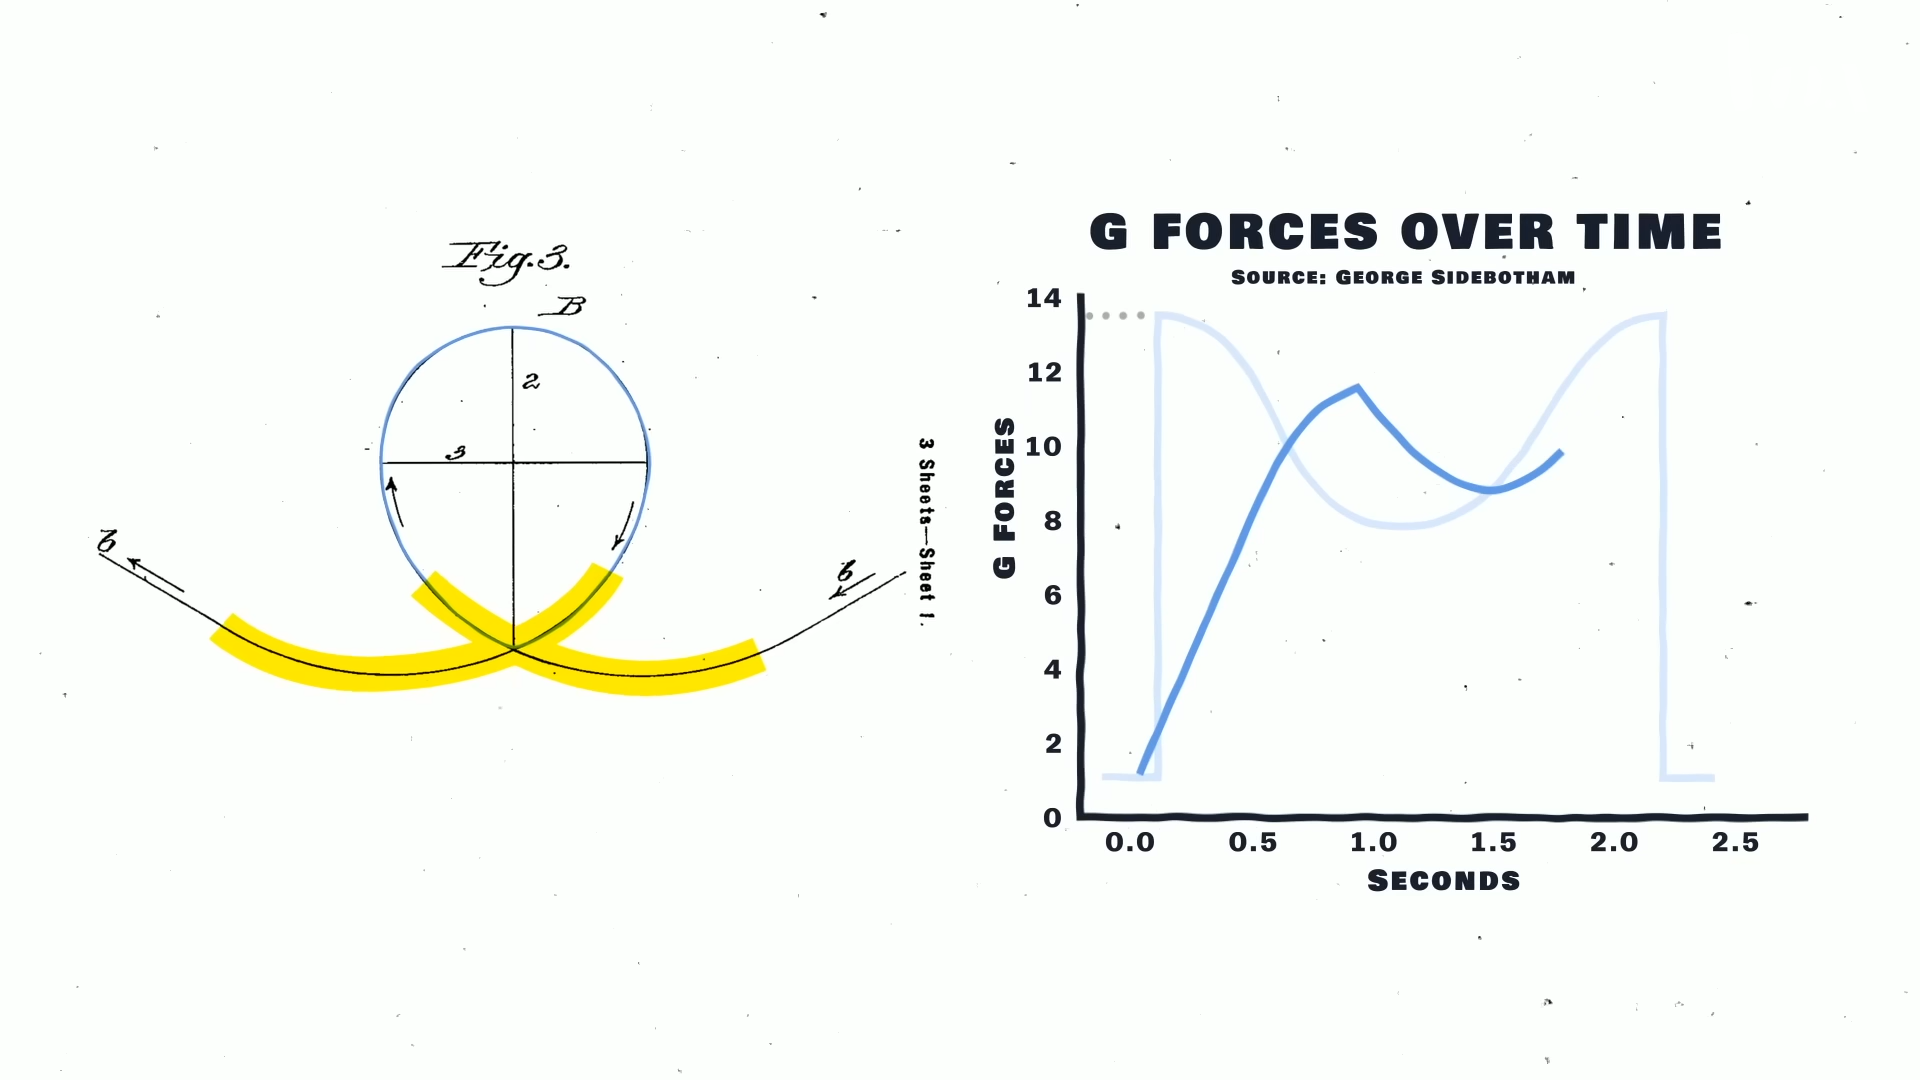 Fig. 3.
B
2
3
b
b
3 Sheets—Sheet 1.
G FORCES OVER TIME
SOURCE: GEORGE SIDEBOTHAM
G FORCES
14
12
10
8
6
4
2
0
0.0 0.5 1.0 1.5 2.0 2.5
SECONDS